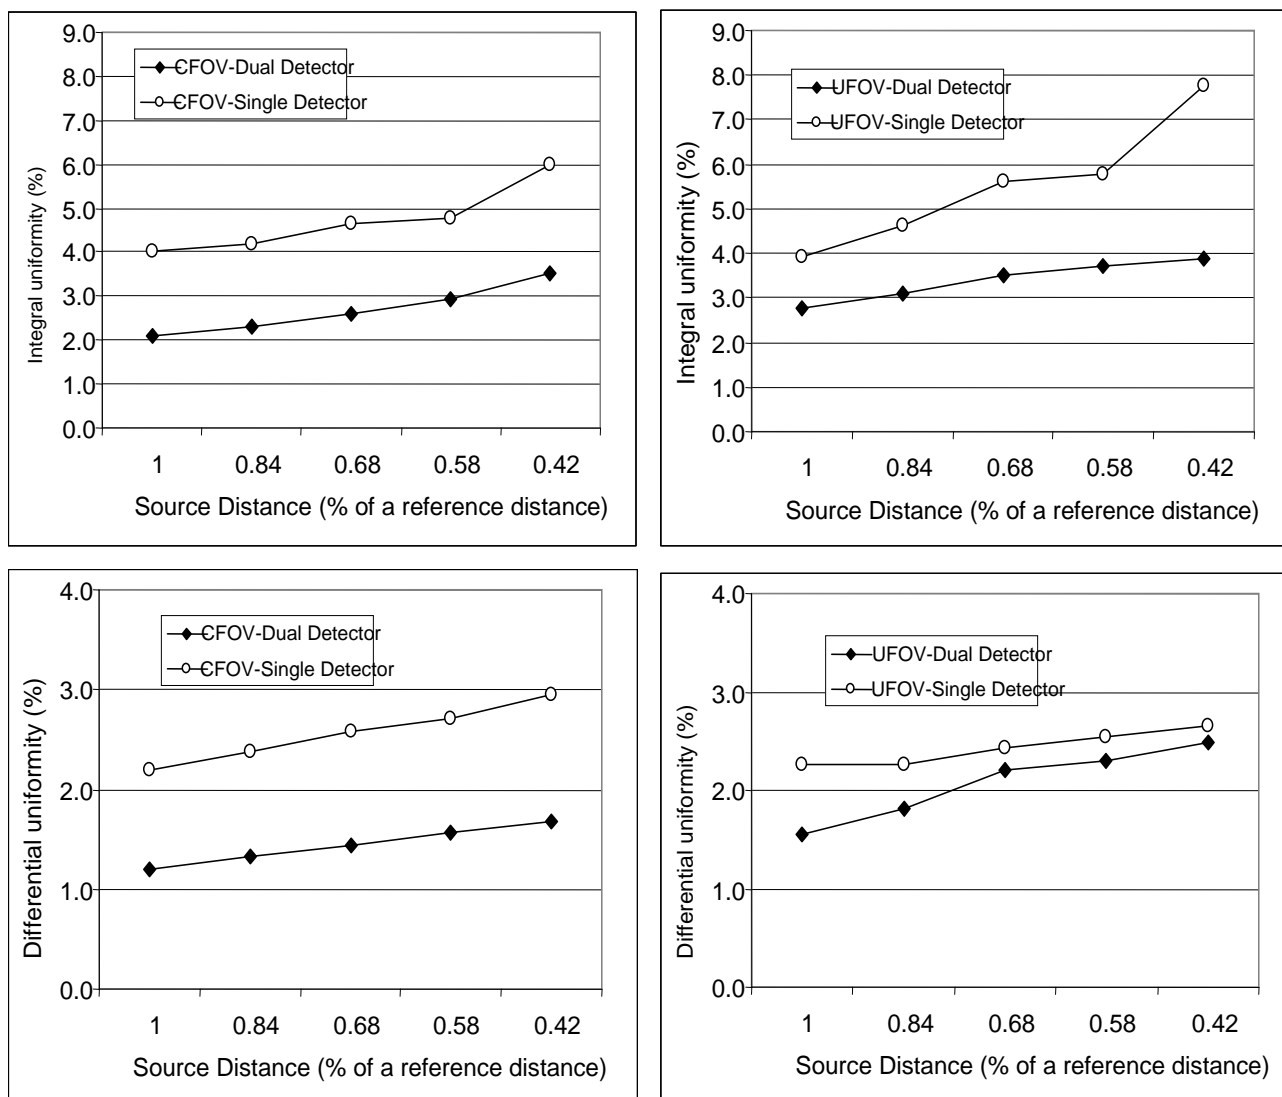 9.0
8.0
7.0
6.0
5.0
4.0
3.0
2.0
1.0
0.0
Integral uniformity (%)
CFOV-Dual Detector
CFOV-Single Detector
1 0.84 0.68 0.58 0.42
Source Distance (% of a reference distance)
9.0
8.0
7.0
6.0
5.0
4.0
3.0
2.0
1.0
0.0
Integral uniformity (%)
UFOV-Dual Detector
UFOV-Single Detector
1 0.84 0.68 0.58 0.42
Source Distance (% of a reference distance)
4.0
3.0
2.0
1.0
0.0
Differential uniformity (%)
CFOV-Dual Detector
CFOV-Single Detector
1 0.84 0.68 0.58 0.42
Source Distance (% of a reference distance)
4.0
3.0
2.0
1.0
0.0
Differential uniformity (%)
UFOV-Dual Detector
UFOV-Single Detector
1 0.84 0.68 0.58 0.42
Source Distance (% of a reference distance)